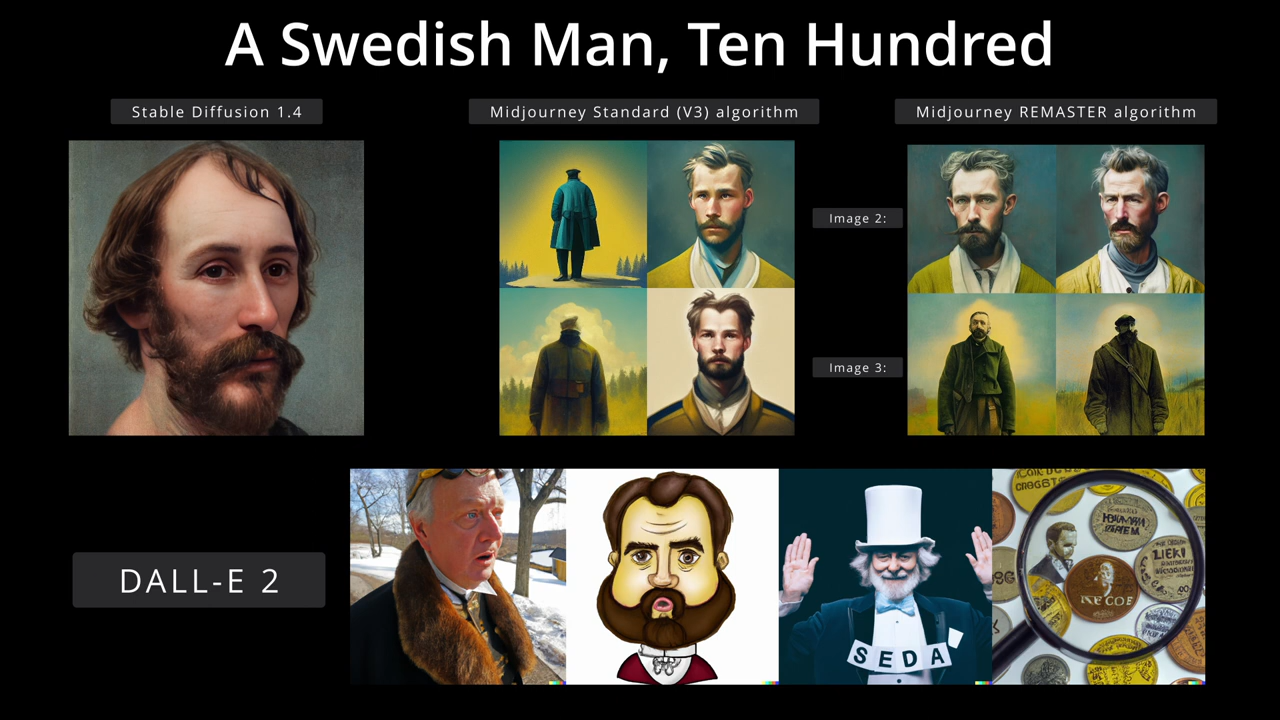 A Swedish Man, Ten Hundred
Stable Diffusion 1.4
Midjourney Standard (V3) algorithm
Midjourney REMASTER algorithm
Image 2:
Image 3:
DALL-E 2
SEDA